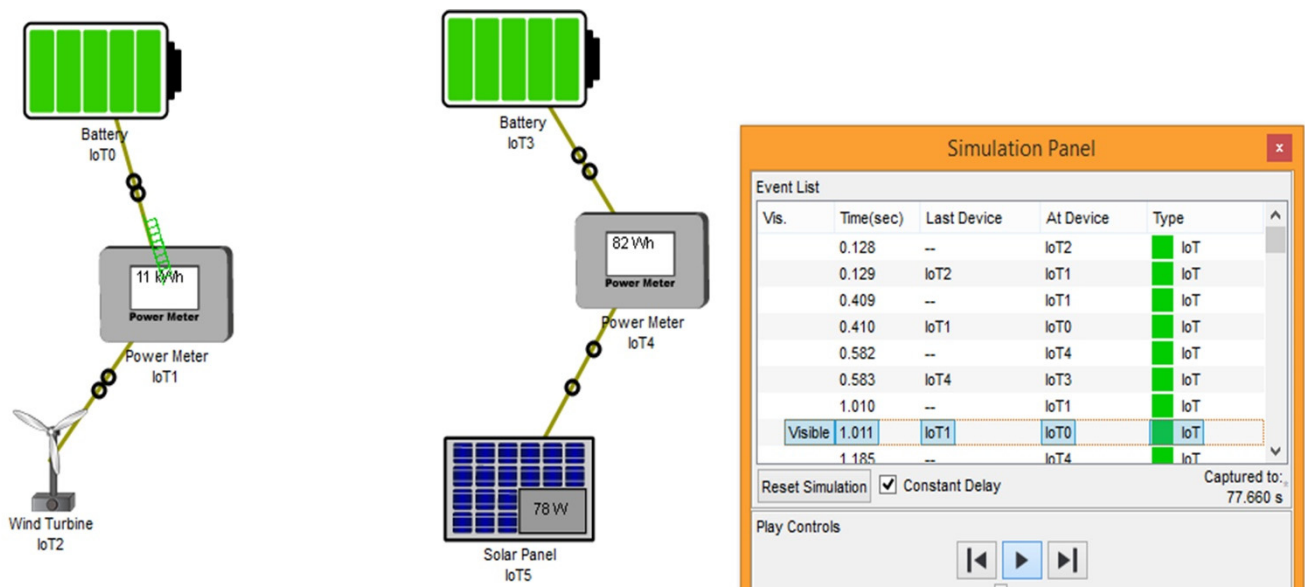 Battery
IoT0
11 kWh
Power Meter
Power Meter
IoT1
Wind Turbine
IoT2
Battery
IoT3
82 Wh
Power Meter
Power Meter
IoT4
78 W
Solar Panel
IoT5
Simulation Panel
x
Event List
Vis. Time(sec) Last Device At Device Type
0.128 -- IoT2 IoT
0.129 IoT2 IoT1 IoT
0.409 -- IoT1 IoT
0.410 IoT1 IoT0 IoT
0.582 -- IoT4 IoT
0.583 IoT4 IoT3 IoT
1.010 -- IoT1 IoT
Visible 1.011 IoT1 IoT0 IoT
1.185 -- IoT4 IoT
Reset Simulation Constant Delay Captured to:
77.660 s
Play Controls